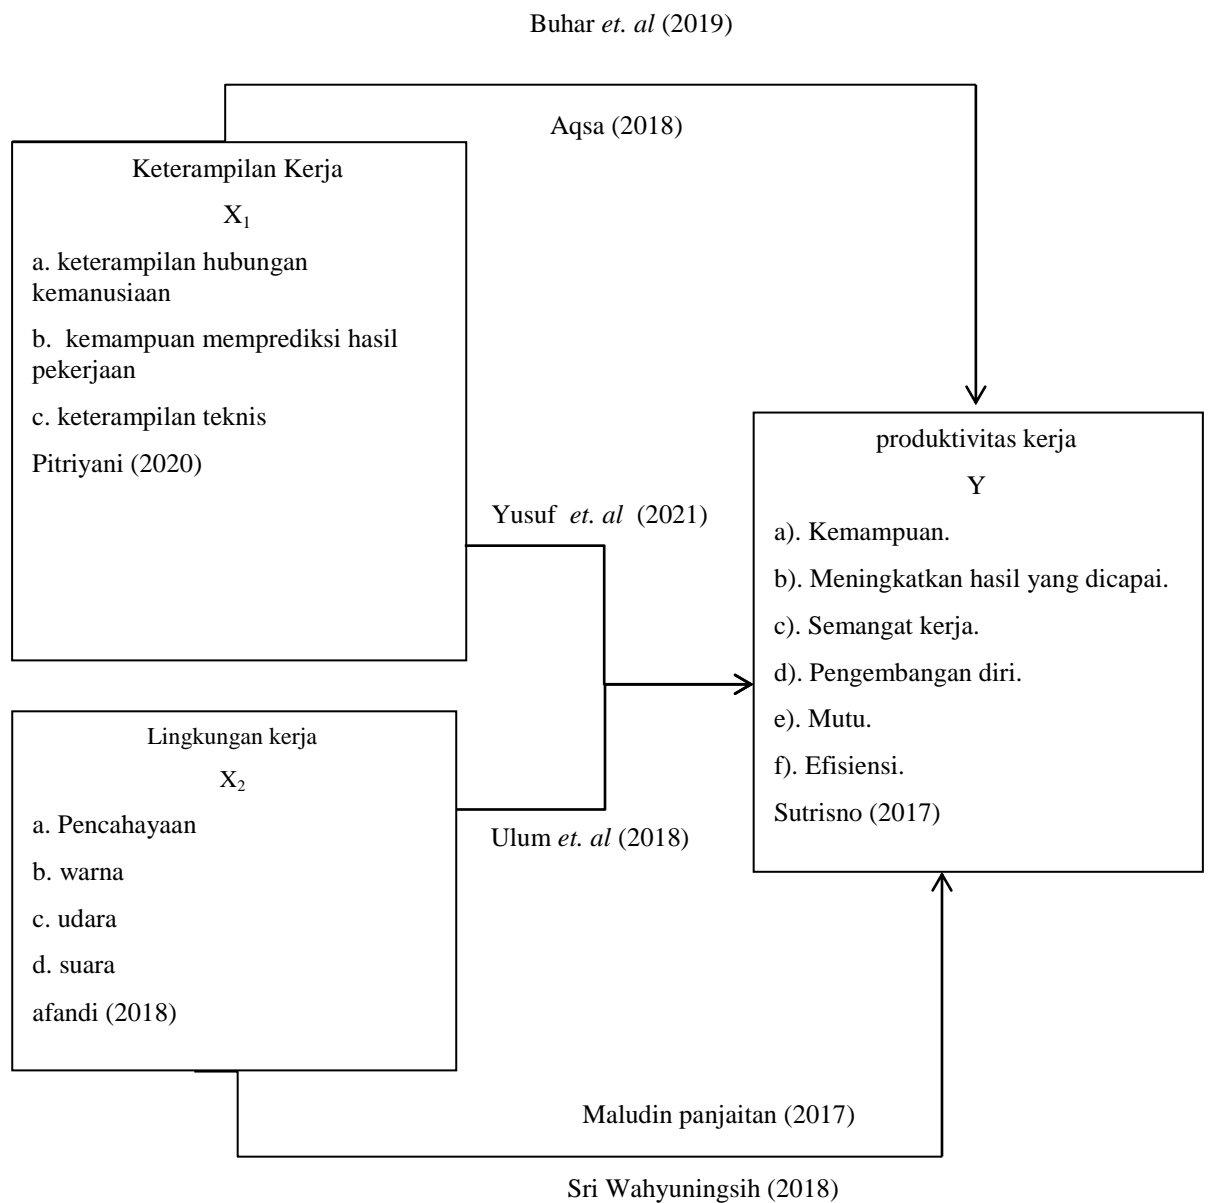 Buhar et. al (2019)
Aqsa (2018)
Keterampilan Kerja
X₁
a. keterampilan hubungan
kemanusiaan
b.  kemampuan memprediksi hasil
pekerjaan
c. keterampilan teknis
Pitriyani (2020)
Yusuf  et. al  (2021)
produktivitas kerja
Y
a). Kemampuan.
b). Meningkatkan hasil yang dicapai.
c). Semangat kerja.
d). Pengembangan diri.
e). Mutu.
f). Efisiensi.
Sutrisno (2017)
Lingkungan kerja
X₂
a. Pencahayaan
b. warna
c. udara
d. suara
afandi (2018)
Ulum et. al (2018)
Maludin panjaitan (2017)
Sri Wahyuningsih (2018)